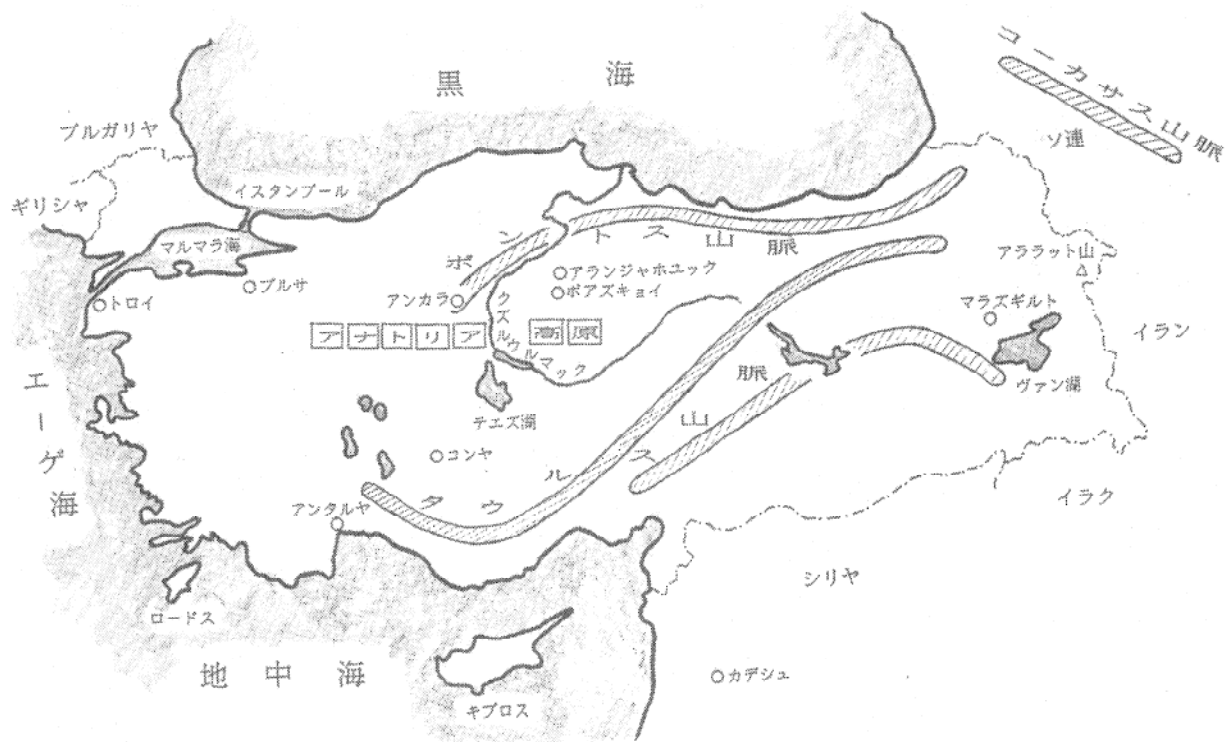 コーカサス山脈
黒海
ブルガリヤ
ソ連
イスタンブール
ギリシャ
マルマラ海
ポントス山脈
アララット山
アランジャホユック
ブルサ
ボアズキョイ
トロイ
アンカラ
マラズギルト
クズルウルマック
アナトリア高原
イラン
エーゲ海
ヴァン湖
チエズ湖
コンヤ
タウルス山脈
アンタルヤ
イラク
シリヤ
ロードス
地中海
カデシュ
キプロス